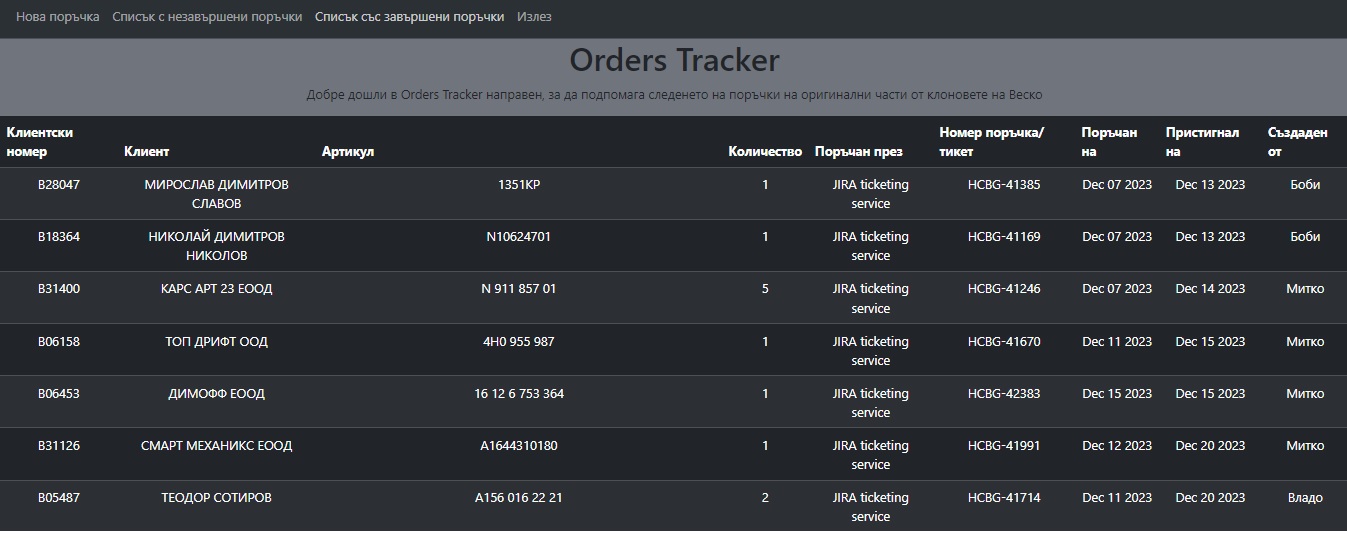 Нова поръчка Списък с незавършени поръчки Списък със завършени поръчки Излез
Orders Tracker
Добре дошли в Orders Tracker направен, за да подпомага следенето на поръчки на оригинални части от клоновете на Веско
Клиентски номер Клиент Артикул Количество Поръчан през Номер поръчка/тикет Поръчан на Пристигнал на Създаден от
B28047 МИРОСЛАВ ДИМИТРОВ СЛАВОВ 1351KP 1 JIRA ticketing service HCBG-41385 Dec 07 2023 Dec 13 2023 Боби
B18364 НИКОЛАЙ ДИМИТРОВ НИКОЛОВ N10624701 1 JIRA ticketing service HCBG-41169 Dec 07 2023 Dec 13 2023 Боби
B31400 КАРС АРТ 23 ЕООД N 911 857 01 5 JIRA ticketing service HCBG-41246 Dec 07 2023 Dec 14 2023 Митко
B06158 ТОП ДРИФТ ООД 4H0 955 987 1 JIRA ticketing service HCBG-41670 Dec 11 2023 Dec 15 2023 Митко
B06453 ДИМОФФ ЕООД 16 12 6 753 364 1 JIRA ticketing service HCBG-42383 Dec 15 2023 Dec 15 2023 Митко
B31126 СМАРТ МЕХАНИКС ЕООД A1644310180 1 JIRA ticketing service HCBG-41991 Dec 12 2023 Dec 20 2023 Митко
B05487 ТЕОДОР СОТИРОВ A156 016 22 21 2 JIRA ticketing service HCBG-41714 Dec 11 2023 Dec 20 2023 Владо